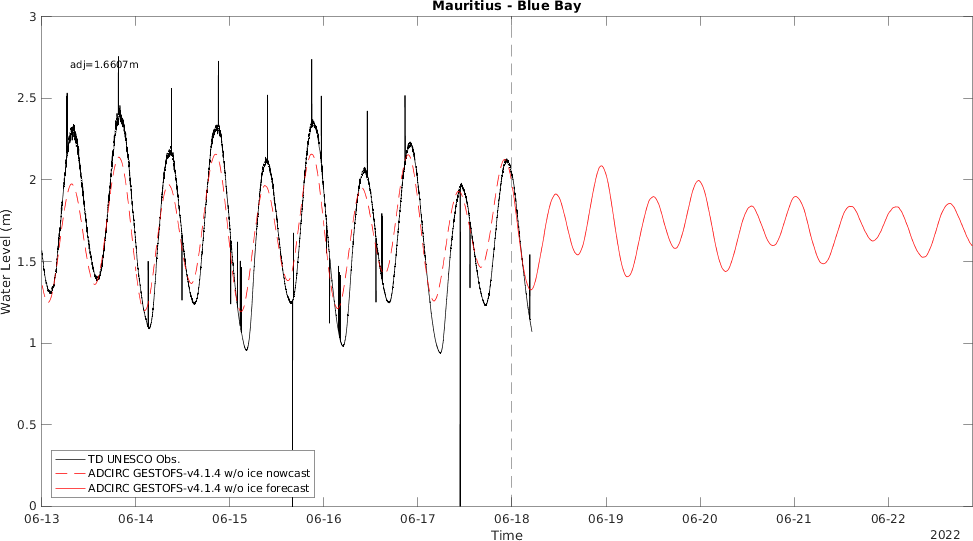 Mauritius - Blue Bay
3
adj=1.6607m
2.5
2
1.5
1
0.5
0
Water Level (m)
TD UNESCO Obs.
ADCIRC GESTOFS-v4.1.4 w/o ice nowcast
ADCIRC GESTOFS-v4.1.4 w/o ice forecast
06-13 06-14 06-15 06-16 06-17 06-18 06-19 06-20 06-21 06-22
Time
2022